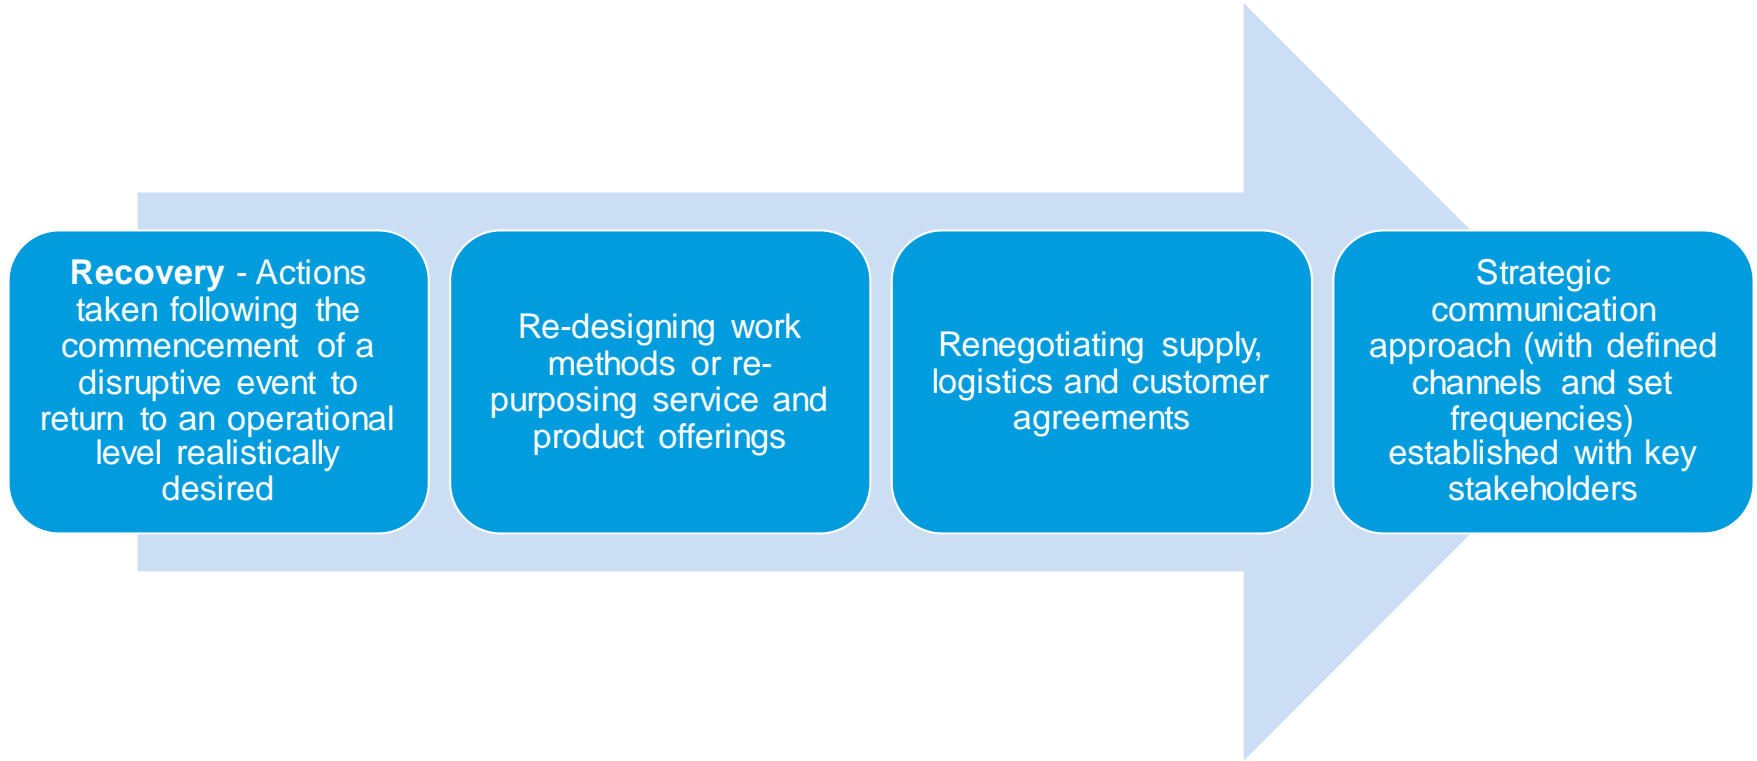 Recovery - Actions
taken following the
commencement of a
disruptive event to
return to an operational
level realistically
desired
Re-designing work
methods or re-
purposing service and
product offerings
Renegotiating supply,
logistics and customer
agreements
Strategic
communication
approach (with defined
channels and set
frequencies)
established with key
stakeholders